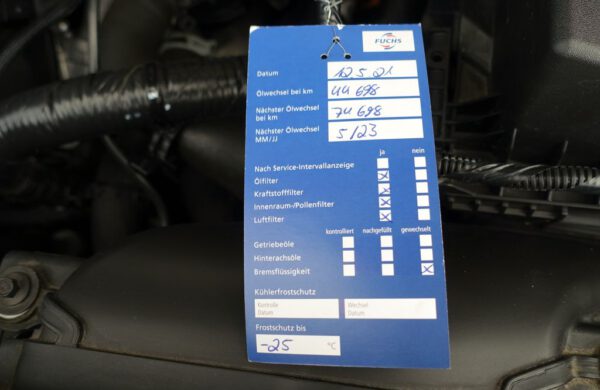 FUCHS
Datum 12.5.21
Ölwechsel bei km 44 698
Nächster Ölwechsel
bei km 74 698
Nächster Ölwechsel
MM/JJ 5/23
ja nein
Nach Service-Intervallanzeige
Ölfilter
Kraftstofffilter
Innenraum-/Pollenfilter
Luftfilter
kontrolliert nachgefüllt gewechselt
Getriebeöle
Hinterachsöle
Bremsflüssigkeit
Kühlerfrostschutz
Kontrolle Wechsel
Datum Datum
Frostschutz bis
-25 °C